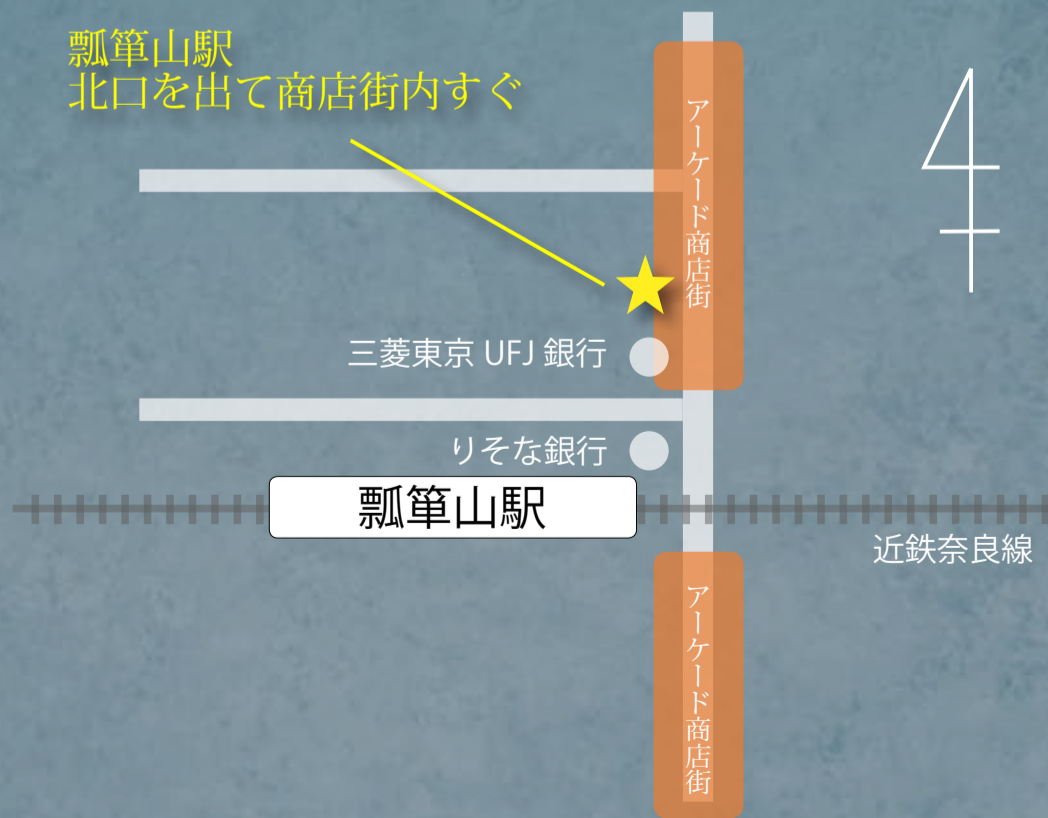 瓢箪山駅
北口を出て商店街内すぐ
アーケード商店街
三菱東京 UFJ 銀行
りそな銀行
瓢箪山駅
近鉄奈良線
アーケード商店街